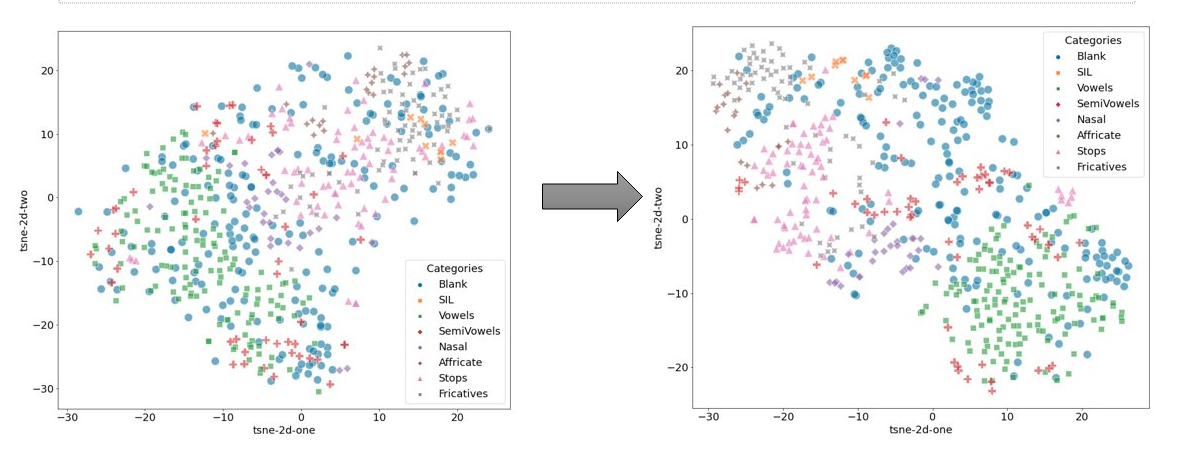 20
10
0
−10
−20
−30
tsne-2d-two
−30 −20 −10 0 10 20
tsne-2d-one
Categories
Blank
SIL
Vowels
SemiVowels
Nasal
Affricate
Stops
Fricatives
20
10
0
−10
−20
tsne-2d-two
−30 −20 −10 0 10 20
tsne-2d-one
Categories
Blank
SIL
Vowels
SemiVowels
Nasal
Affricate
Stops
Fricatives